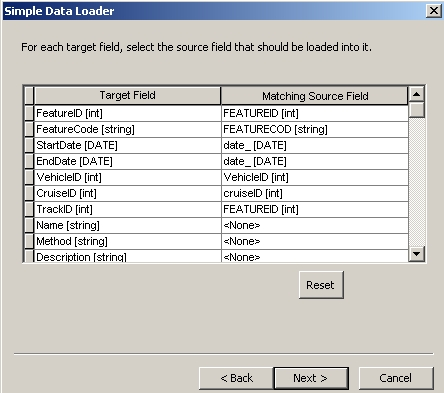 Simple Data Loader
For each target field, select the source field that should be loaded into it.
Target Field Matching Source Field
FeatureID [int] FEATUREID [int]
FeatureCode [string] FEATURECOD [string]
StartDate [DATE] date_ [DATE]
EndDate [DATE] date_ [DATE]
VehicleID [int] VehicleID [int]
CruiseID [int] cruiseID [int]
TrackID [int] FEATUREID [int]
Name [string] <None>
Method [string] <None>
Description [string] <None>
Reset
< Back Next > Cancel